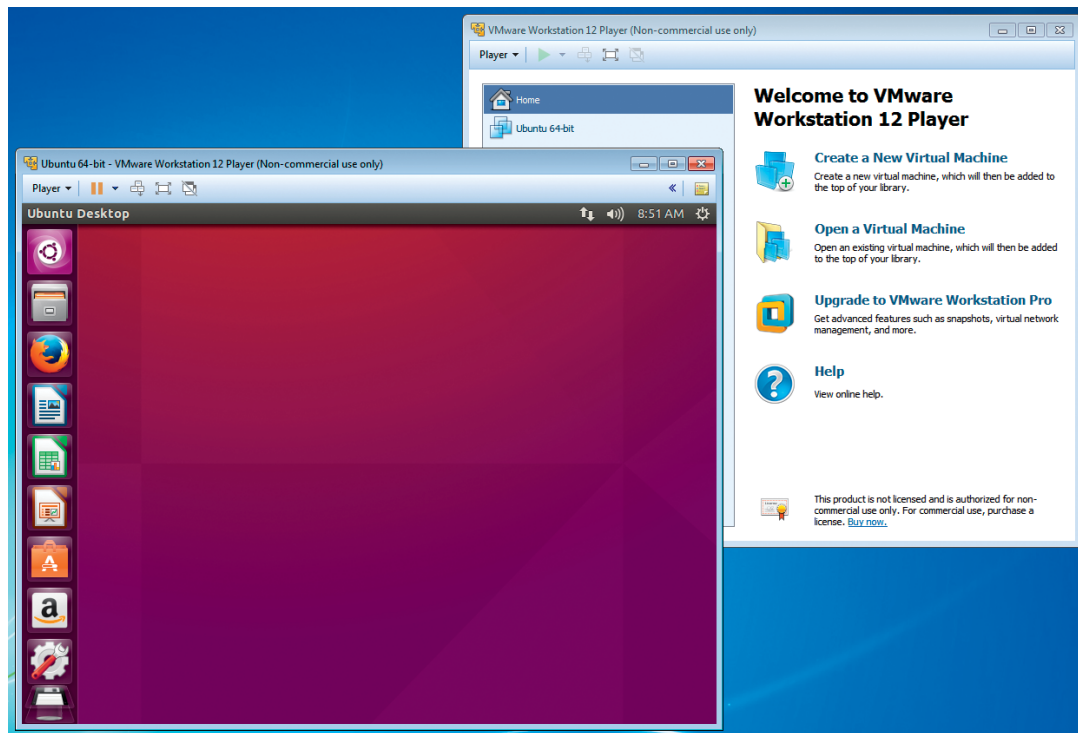 VMware Workstation 12 Player (Non-commercial use only)
Player
Home
Ubuntu 64-bit
Welcome to VMware
Workstation 12 Player
Create a New Virtual Machine
Create a new virtual machine, which will then be added to
the top of your library.
Open a Virtual Machine
Open an existing virtual machine, which will then be added
to the top of your library.
Upgrade to VMware Workstation Pro
Get advanced features such as snapshots, virtual network
management, and more.
Help
View online help.
This product is not licensed and is authorized for non-
commercial use only. For commercial use, purchase a
license. Buy now.
Ubuntu 64-bit - VMware Workstation 12 Player (Non-commercial use only)
Player
Ubuntu Desktop
8:51 AM
a